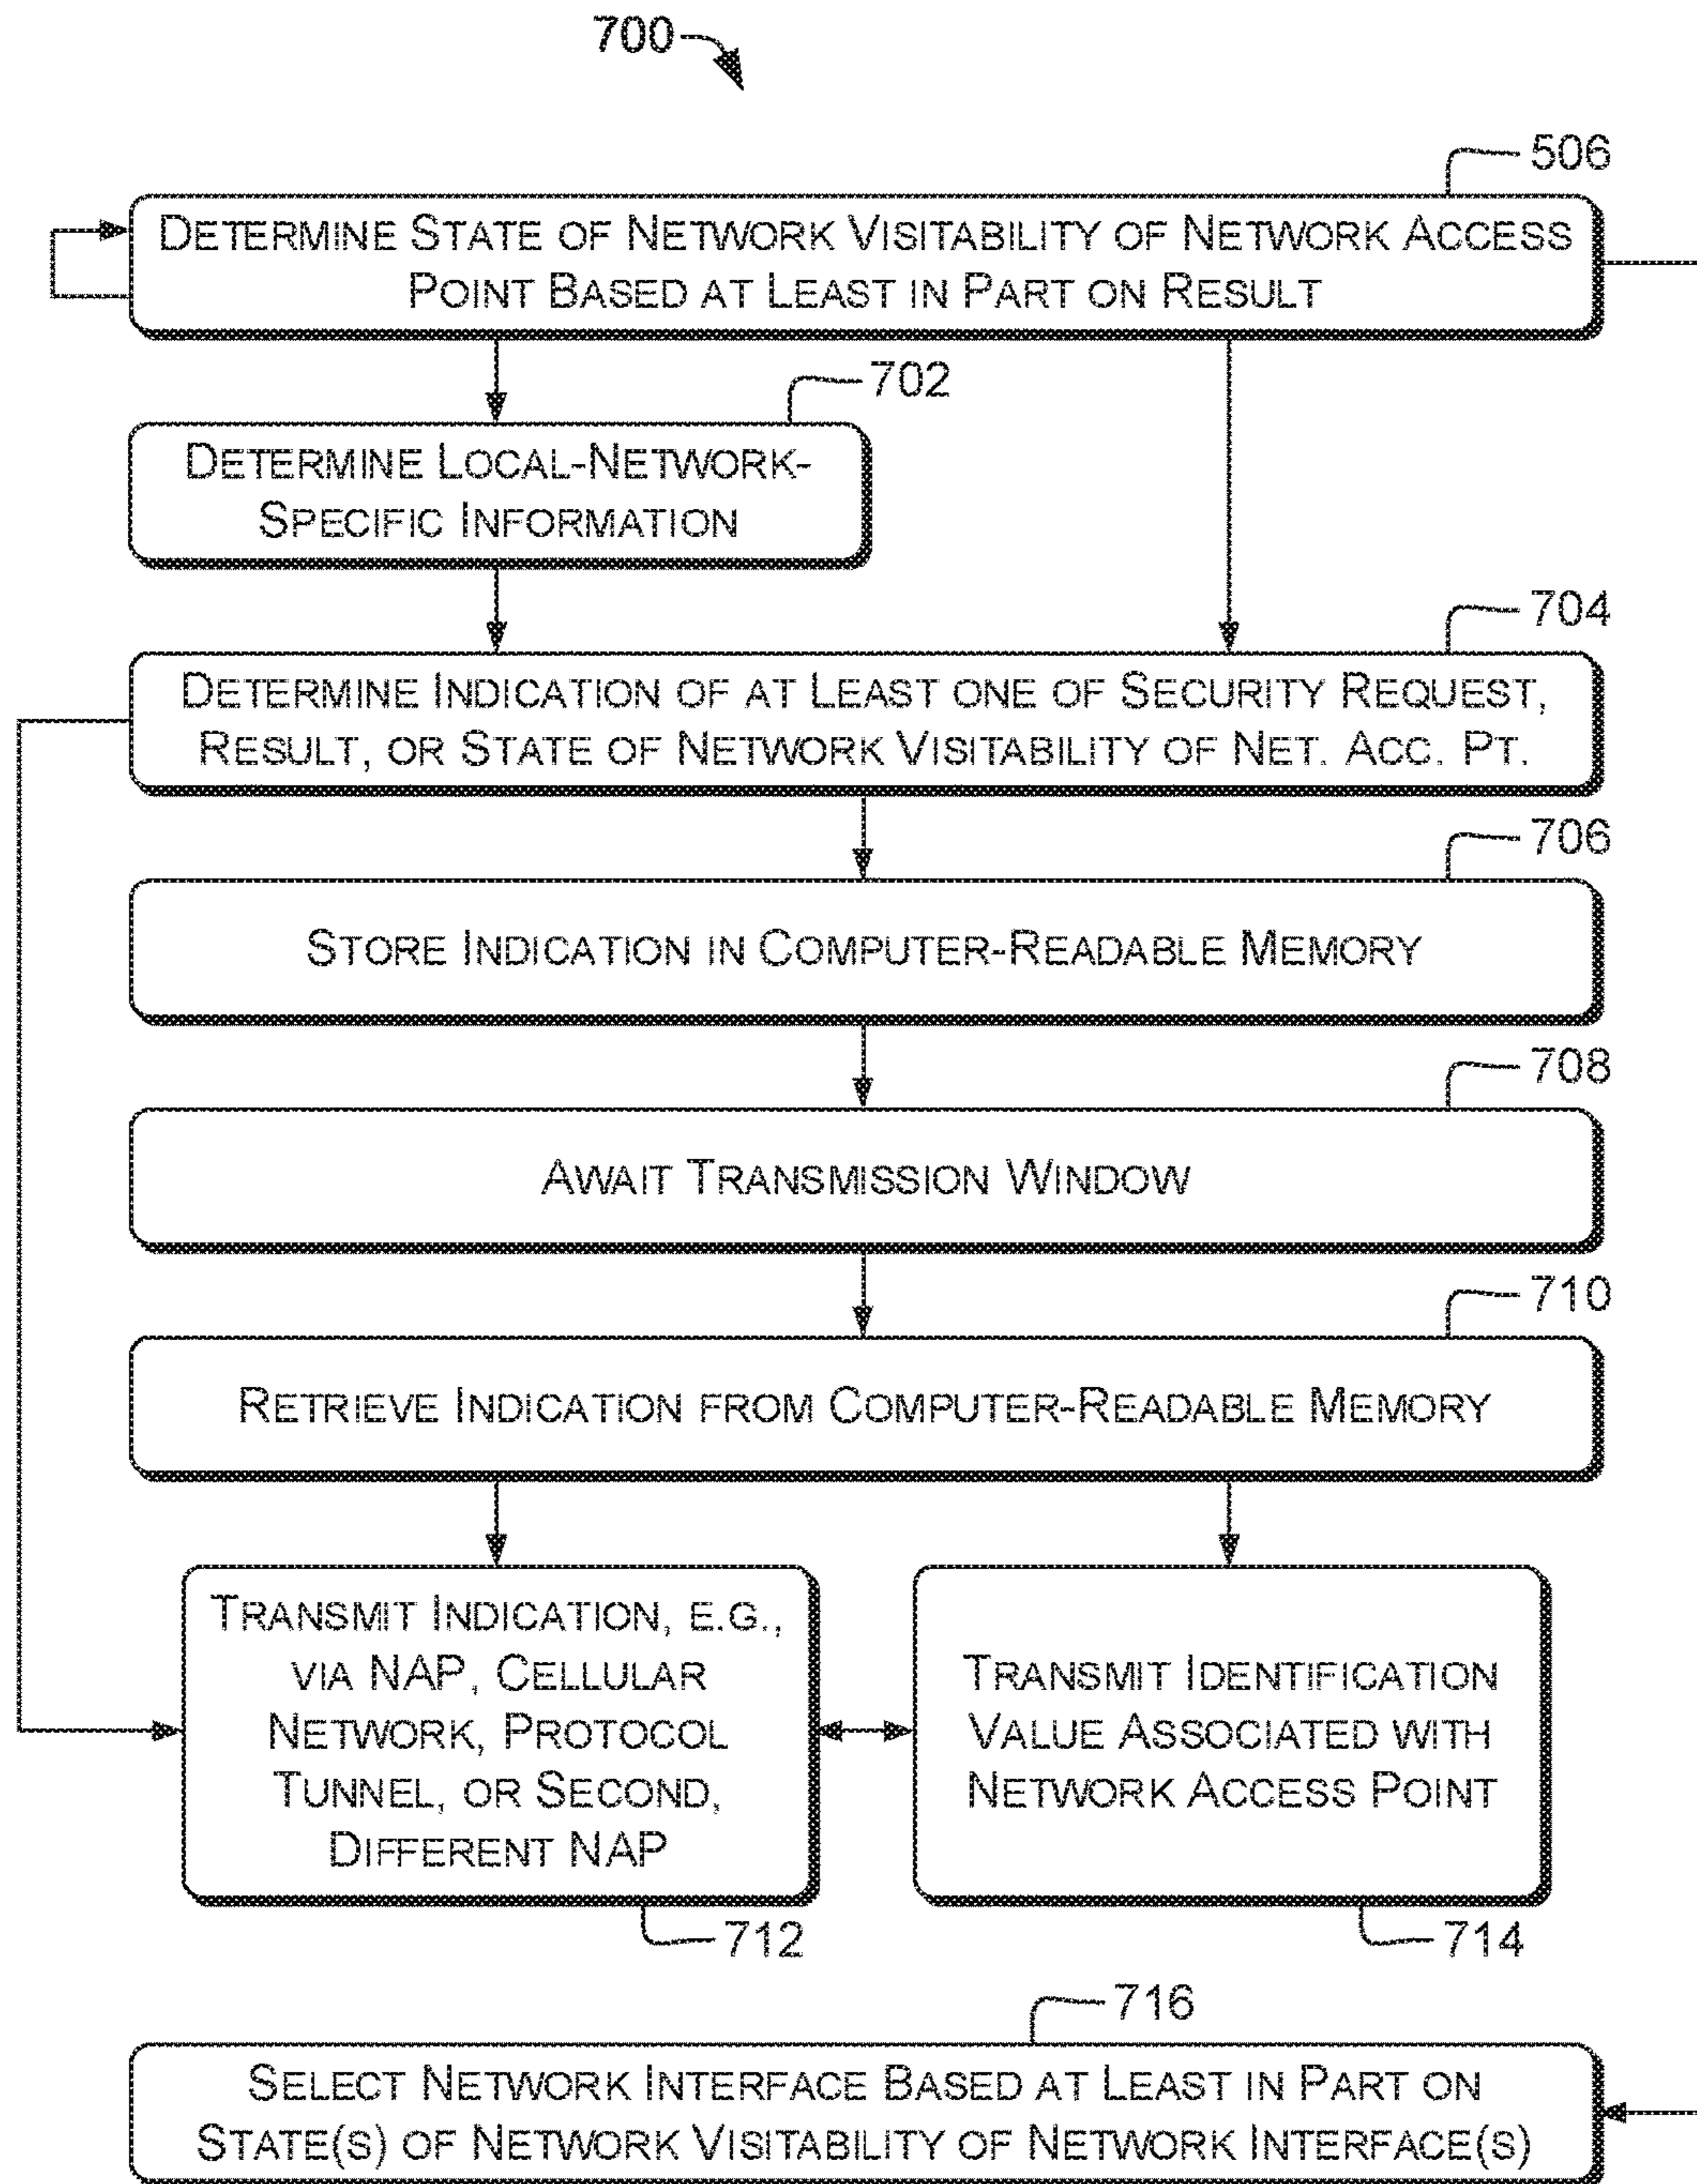 700
506
DETERMINE STATE OF NETWORK VISITABILITY OF NETWORK ACCESS
POINT BASED AT LEAST IN PART ON RESULT
702
DETERMINE LOCAL-NETWORK-
SPECIFIC INFORMATION
704
DETERMINE INDICATION OF AT LEAST ONE OF SECURITY REQUEST,
RESULT, OR STATE OF NETWORK VISITABILITY OF NET. ACC. PT.
706
STORE INDICATION IN COMPUTER-READABLE MEMORY
708
AWAIT TRANSMISSION WINDOW
710
RETRIEVE INDICATION FROM COMPUTER-READABLE MEMORY
TRANSMIT INDICATION, E.G.,
VIA NAP, CELLULAR
NETWORK, PROTOCOL
TUNNEL, OR SECOND,
DIFFERENT NAP
712
TRANSMIT IDENTIFICATION
VALUE ASSOCIATED WITH
NETWORK ACCESS POINT
714
716
SELECT NETWORK INTERFACE BASED AT LEAST IN PART ON
STATE(S) OF NETWORK VISITABILITY OF NETWORK INTERFACE(S)